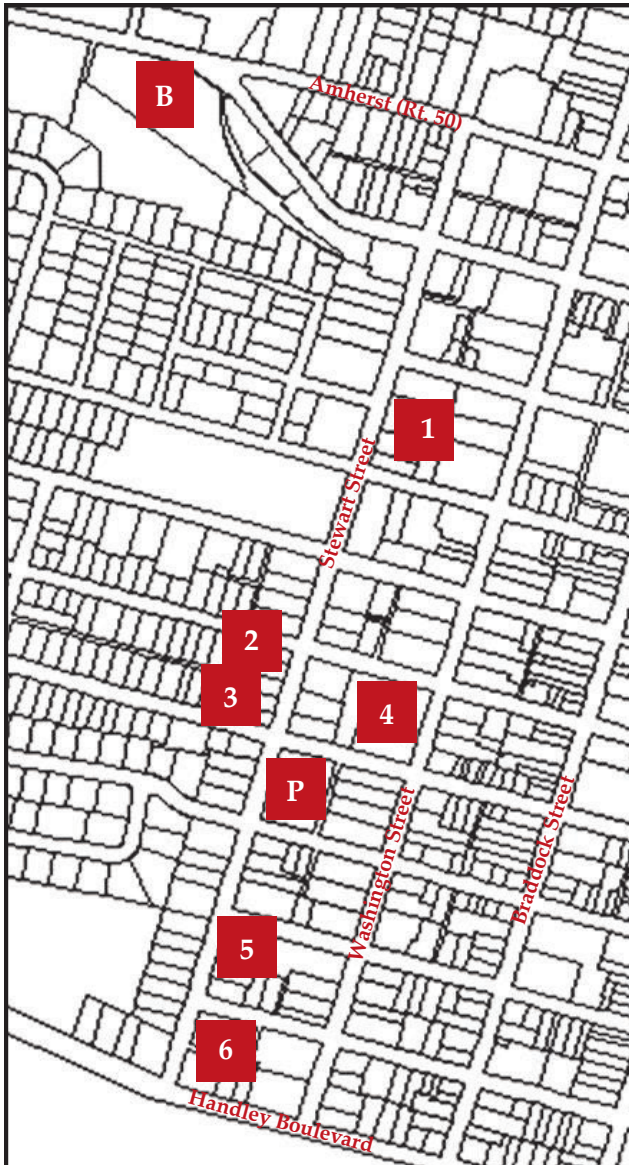 B
Amherst (Rt. 50)
1
Stewart Street
2
3
4
P
Washington Street
Braddock Street
5
6
Handley Boulevard